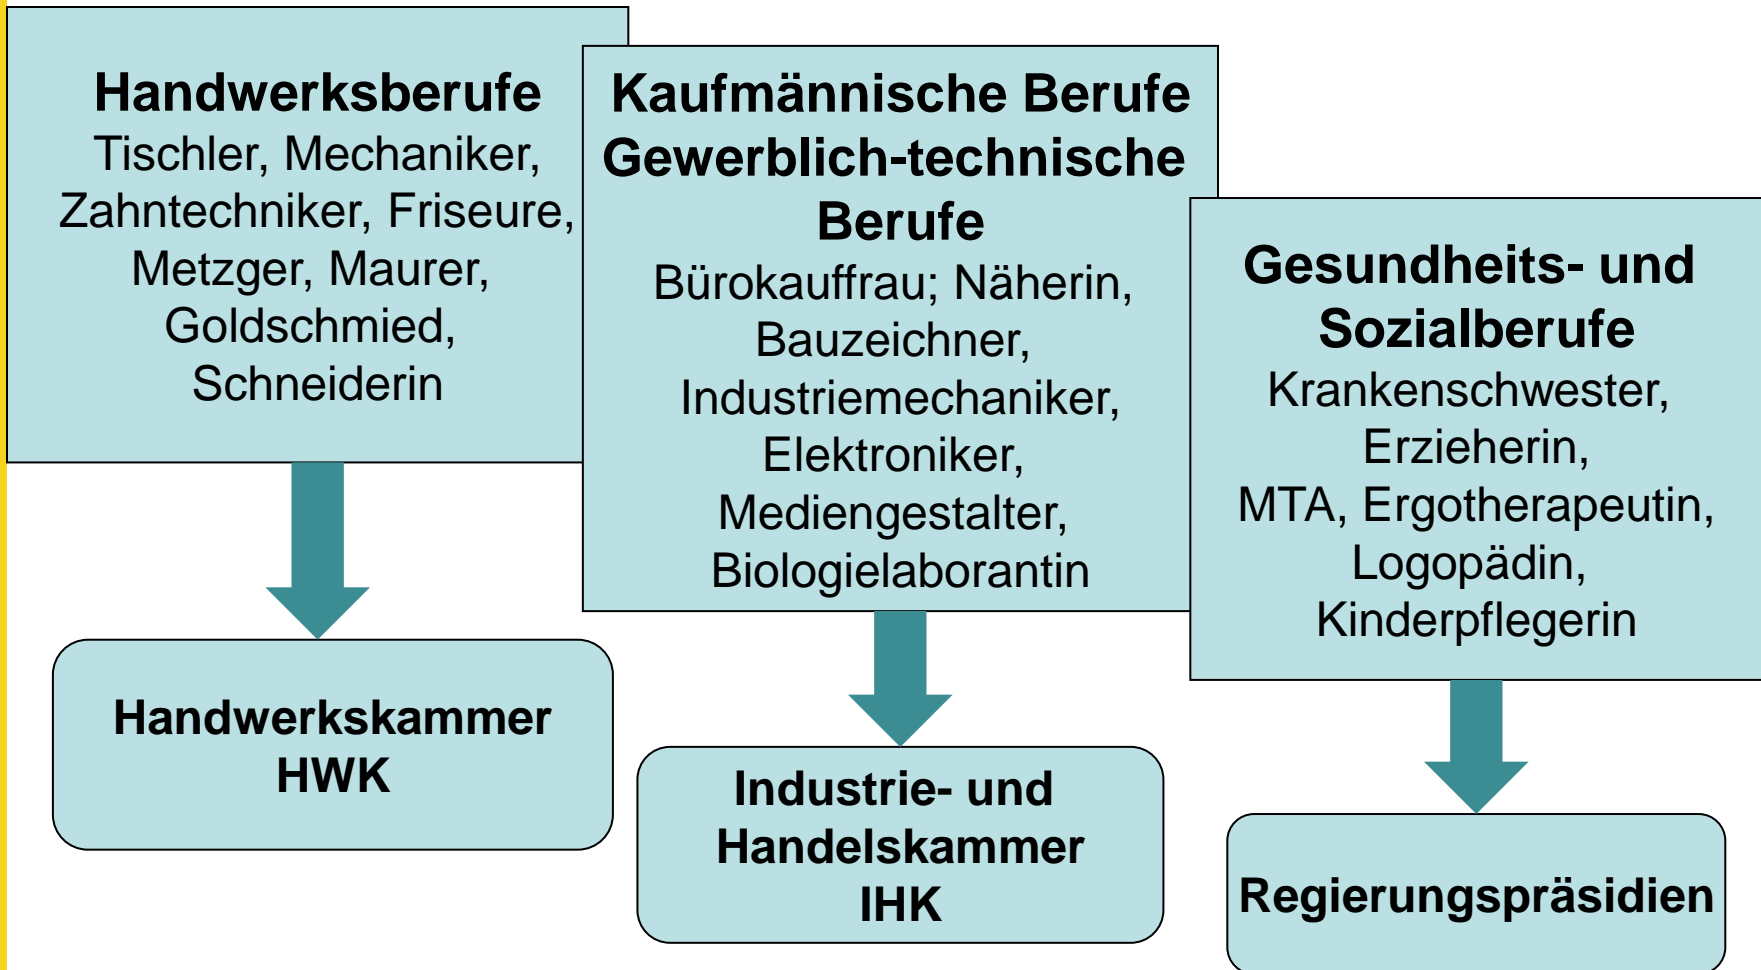 Handwerksberufe
Tischler, Mechaniker,
Zahntechniker, Friseure,
Metzger, Maurer,
Goldschmied,
Schneiderin
Handwerkskammer
HWK
Kaufmännische Berufe
Gewerblich-technische
Berufe
Bürokauffrau; Näherin,
Bauzeichner,
Industriemechaniker,
Elektroniker,
Mediengestalter,
Biologielaborantin
Industrie- und
Handelskammer
IHK
Gesundheits- und
Sozialberufe
Krankenschwester,
Erzieherin,
MTA, Ergotherapeutin,
Logopädin,
Kinderpflegerin
Regierungspräsidien